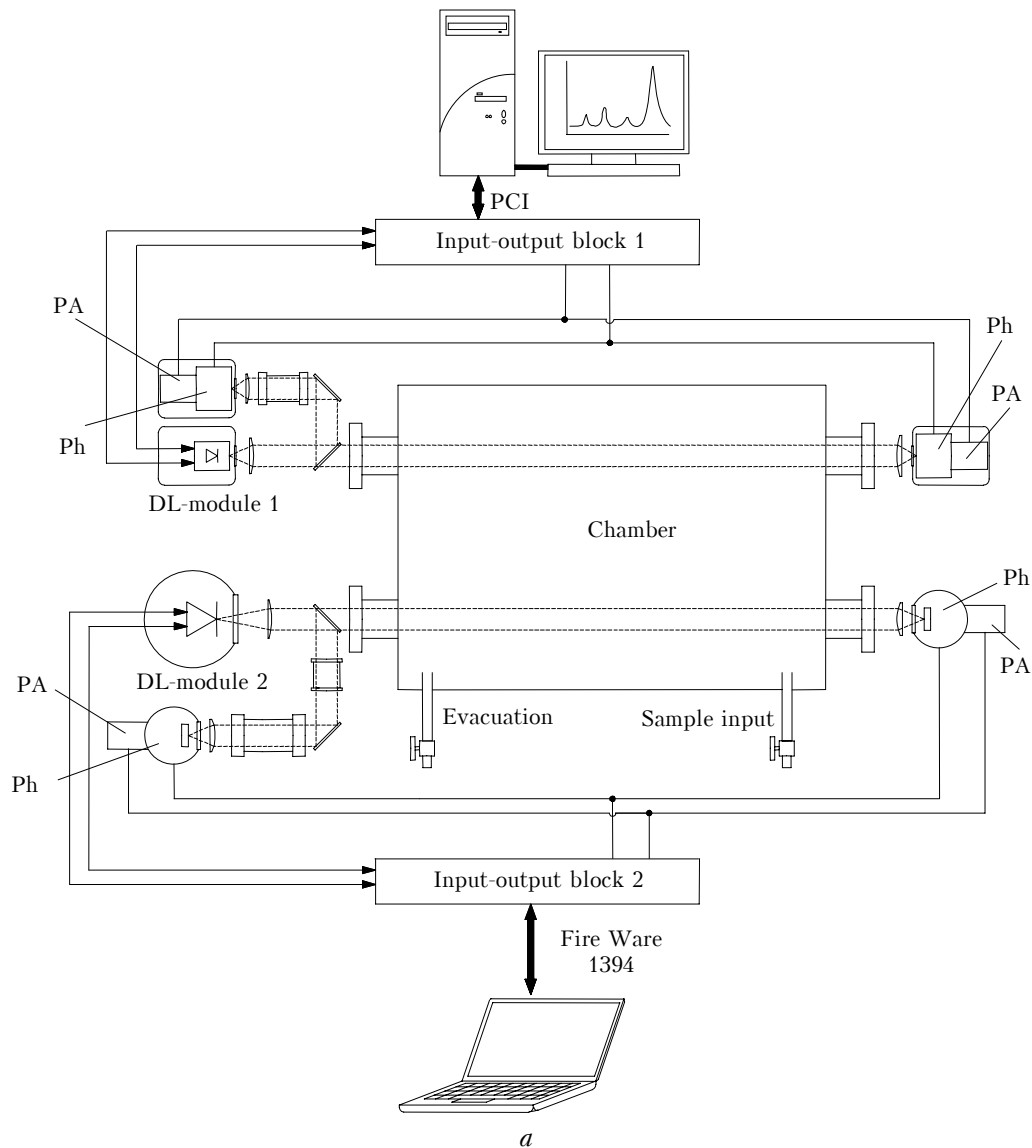 PCI
Input-output block 1
PA
Ph
Ph
PA
DL-module 1
Chamber
Ph
PA
DL-module 2
PA
Evacuation
Sample input
Ph
Input-output block 2
Fire Ware
1394
a